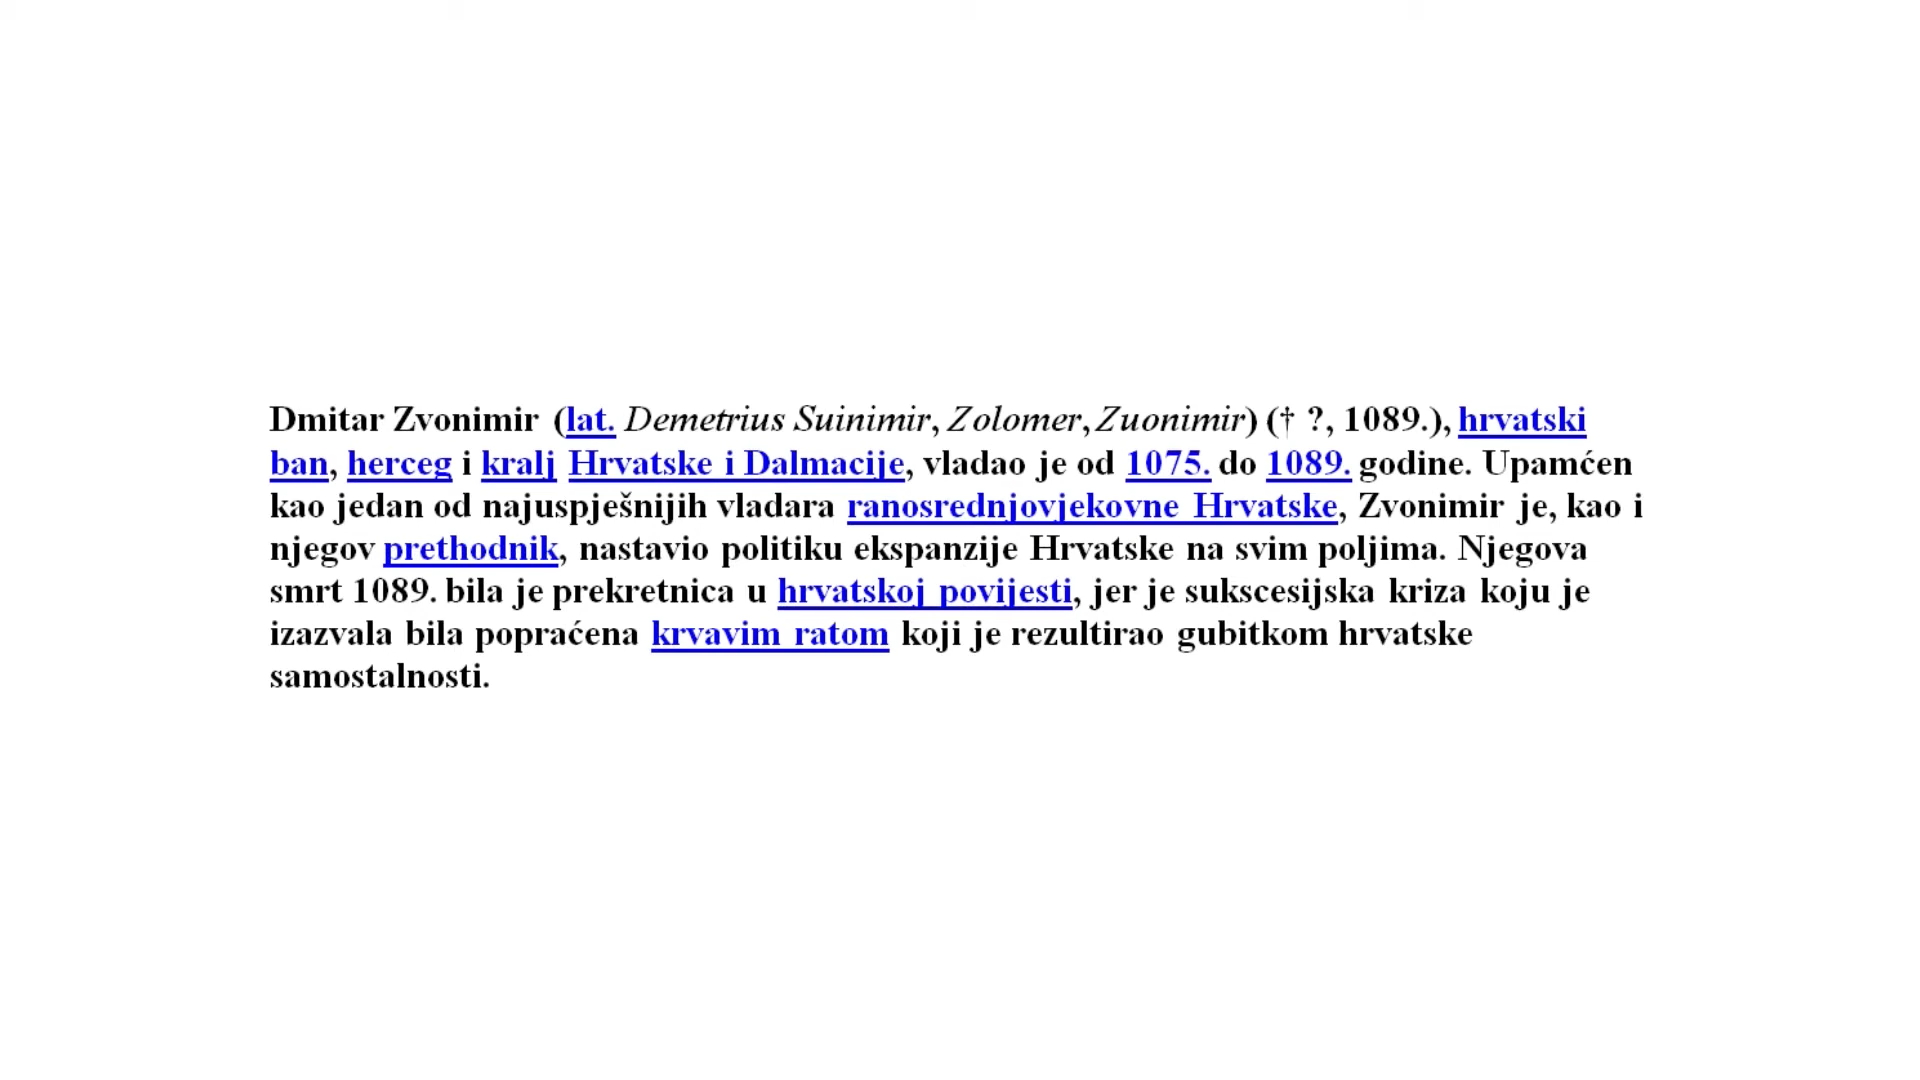 Dmitar Zvonimir (lat. Demetrius Suinimir, Zolomer, Zuonimir) († ?, 1089.), hrvatski
ban, herceg i kralj Hrvatske i Dalmacije, vladao je od 1075. do 1089. godine. Upamćen
kao jedan od najuspješnijih vladara ranosrednjovjekovne Hrvatske, Zvonimir je, kao i
njegov prethodnik, nastavio politiku ekspanzije Hrvatske na svim poljima. Njegova
smrt 1089. bila je prekretnica u hrvatskoj povijesti, jer je sukscesijska kriza koju je
izazvala bila popraćena krvavim ratom koji je rezultirao gubitkom hrvatske
samostalnosti.